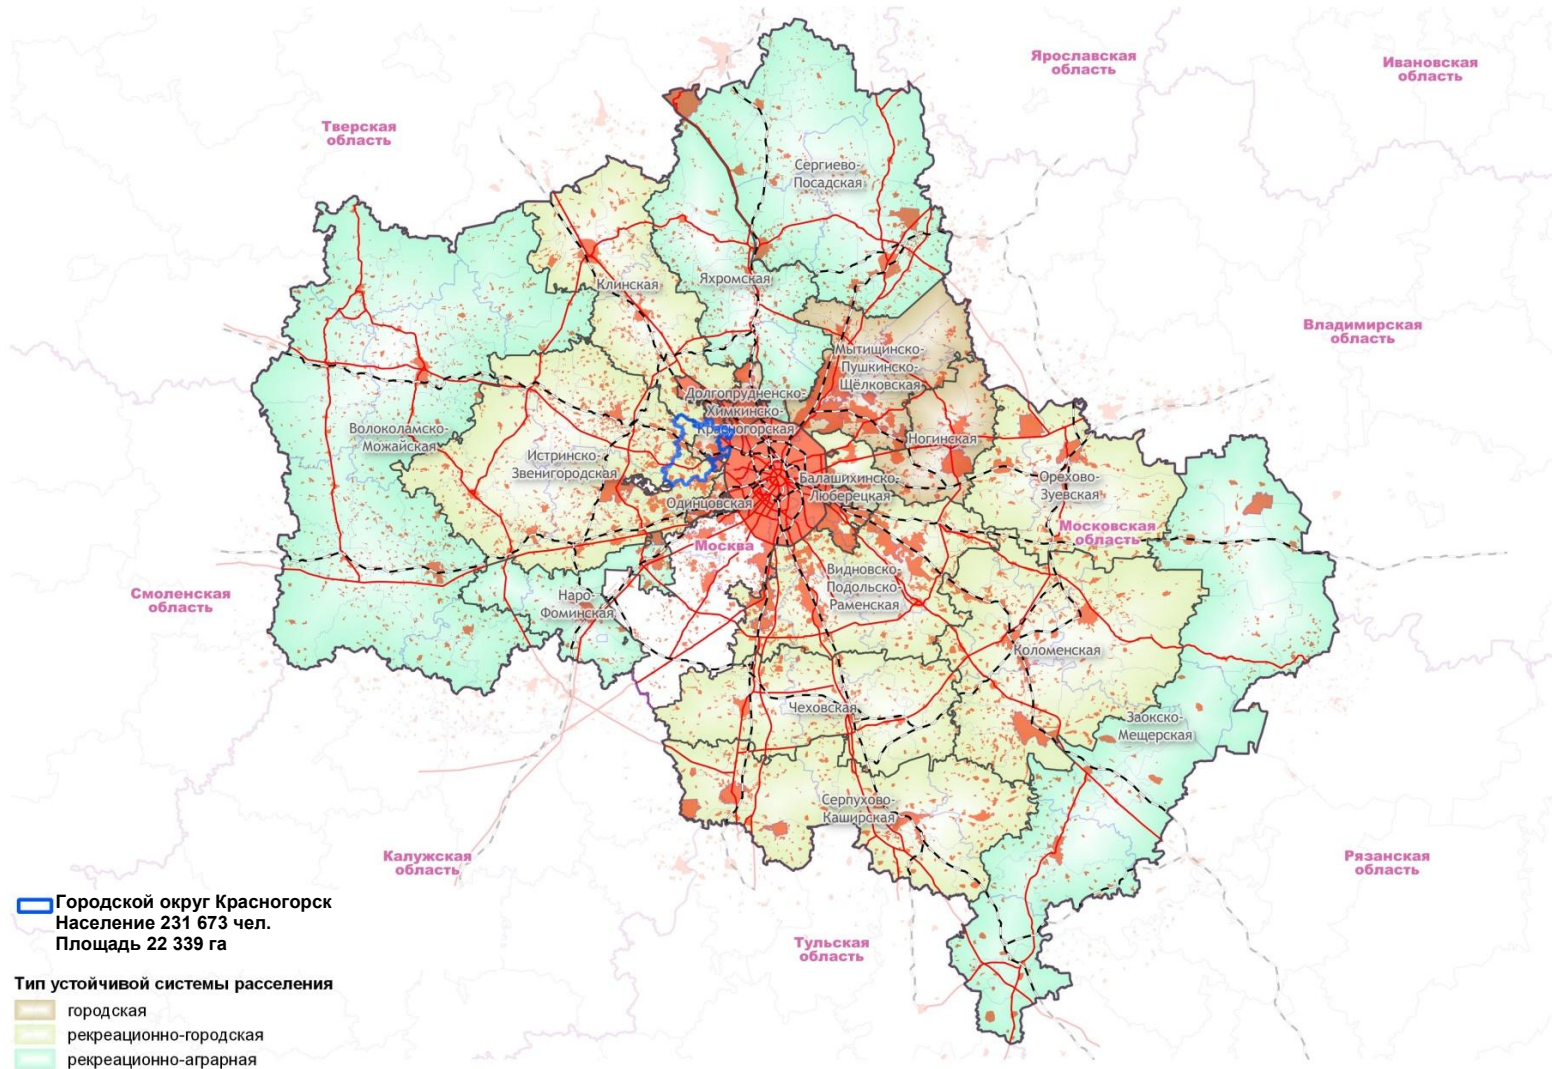 Ярославская
область
Ивановская
область
Тверская
область
Сергиево-
Посадская
Клинская
Яхромская
Владимирская
область
Мытищинско-
Пушкинско-
Щёлковская
Долгопрудненско-
Химкинско-
Красногорская
Волоколамско-
Можайская
Ногинская
Истринско-
Звенигородская
Балашихинско-
Люберецкая
Орехово-
Зуевская
Одинцовская
Московская
область
Москва
Смоленская
область
Наро-
Фоминская
Видновско-
Подольско-
Раменская
Коломенская
Чеховская
Заокско-
Мещерская
Серпухово-
Каширская
Калужская
область
Рязанская
область
Тульская
область
Городской округ Красногорск
Население 231 673 чел.
Площадь 22 339 га
Тип устойчивой системы расселения
городская
рекреационно-городская
рекреационно-аграрная